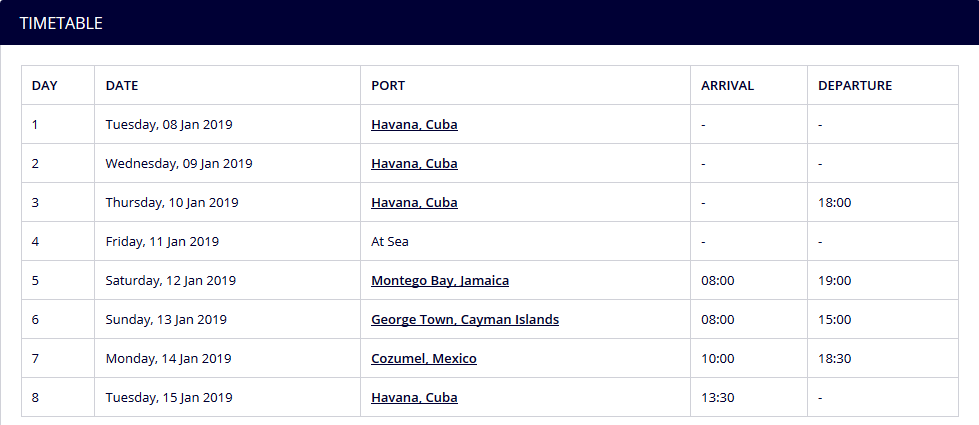 TIMETABLE
DAY DATE PORT ARRIVAL DEPARTURE
1 Tuesday, 08 Jan 2019 Havana, Cuba - -
2 Wednesday, 09 Jan 2019 Havana, Cuba - -
3 Thursday, 10 Jan 2019 Havana, Cuba - 18:00
4 Friday, 11 Jan 2019 At Sea - -
5 Saturday, 12 Jan 2019 Montego Bay, Jamaica 08:00 19:00
6 Sunday, 13 Jan 2019 George Town, Cayman Islands 08:00 15:00
7 Monday, 14 Jan 2019 Cozumel, Mexico 10:00 18:30
8 Tuesday, 15 Jan 2019 Havana, Cuba 13:30 -